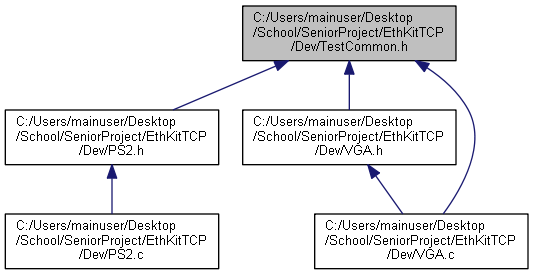 C:/Users/mainuser/Desktop
/School/SeniorProject/EthKitTCP
/Dev/TestCommon.h
C:/Users/mainuser/Desktop
/School/SeniorProject/EthKitTCP
/Dev/PS2.h
C:/Users/mainuser/Desktop
/School/SeniorProject/EthKitTCP
/Dev/VGA.h
C:/Users/mainuser/Desktop
/School/SeniorProject/EthKitTCP
/Dev/PS2.c
C:/Users/mainuser/Desktop
/School/SeniorProject/EthKitTCP
/Dev/VGA.c